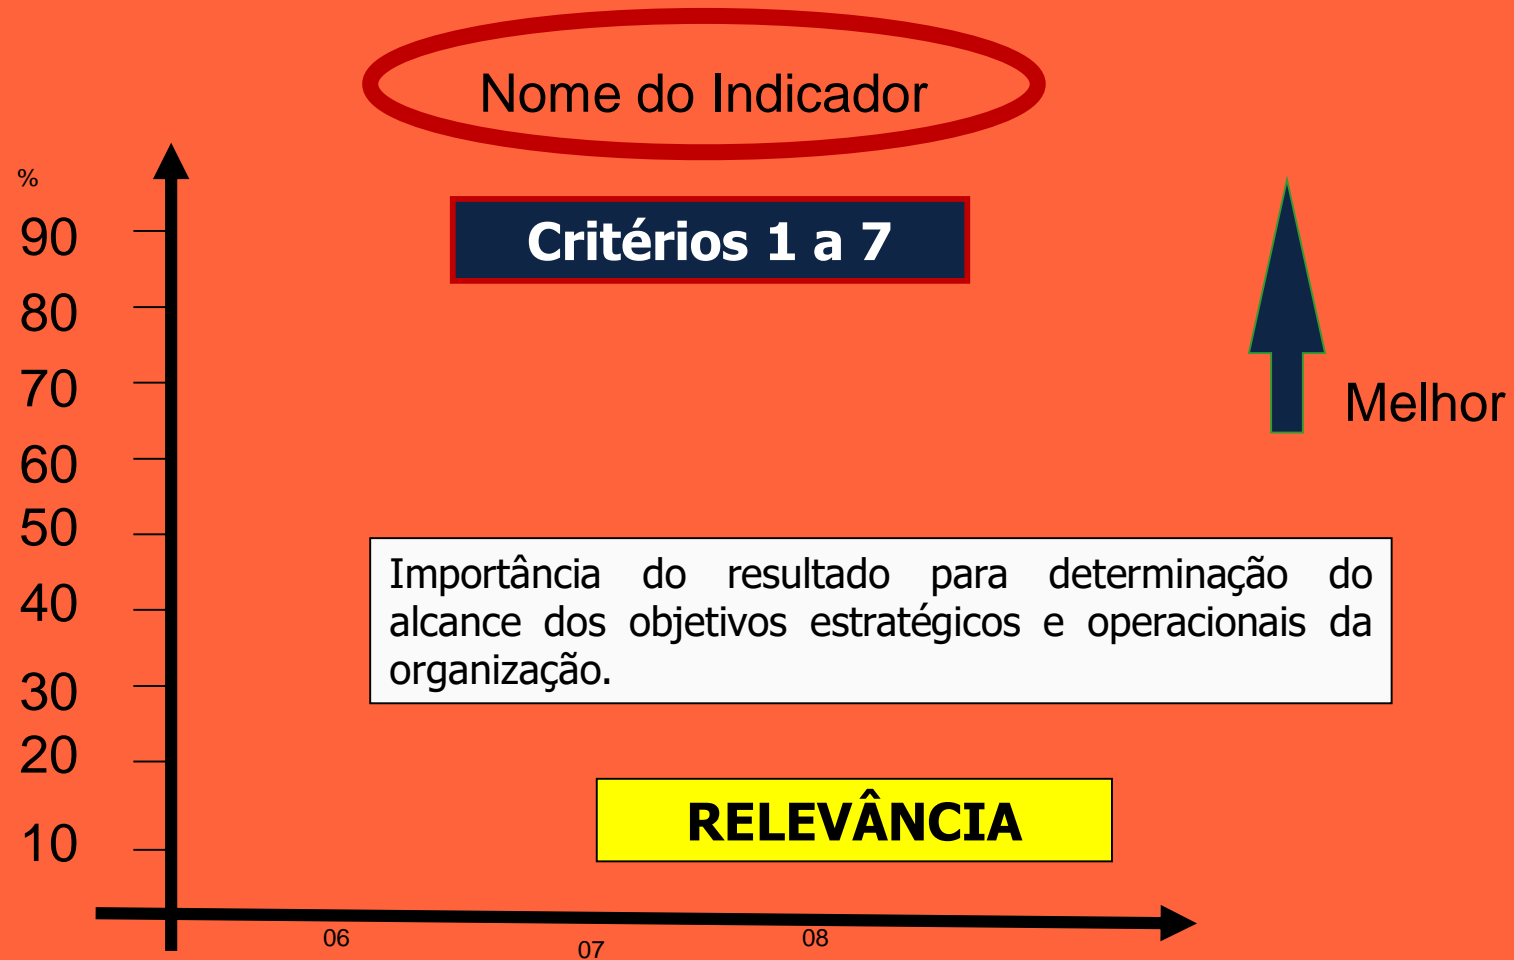 Nome do Indicador
%
Critérios 1 a 7
90
80
70
Melhor
60
50
Importância do resultado para determinação do
alcance dos objetivos estratégicos e operacionais da
organização.
40
30
20
RELEVÂNCIA
10
06
07
08